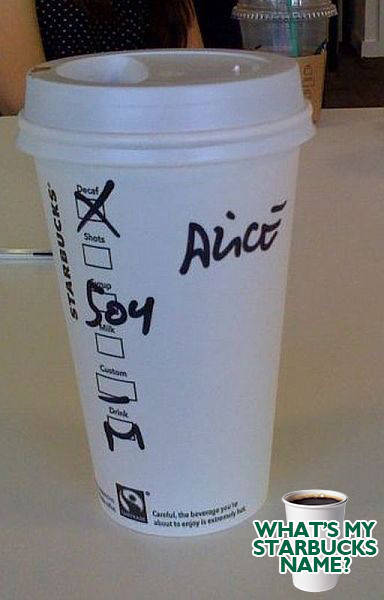 STARBUCKS
Decaf
X
Shots
Syrup
Soy
Milk
Custom
Drink
M
Alice
Careful, the beverage you're
about to enjoy is extremely hot.
WHAT'S MY
STARBUCKS
NAME?